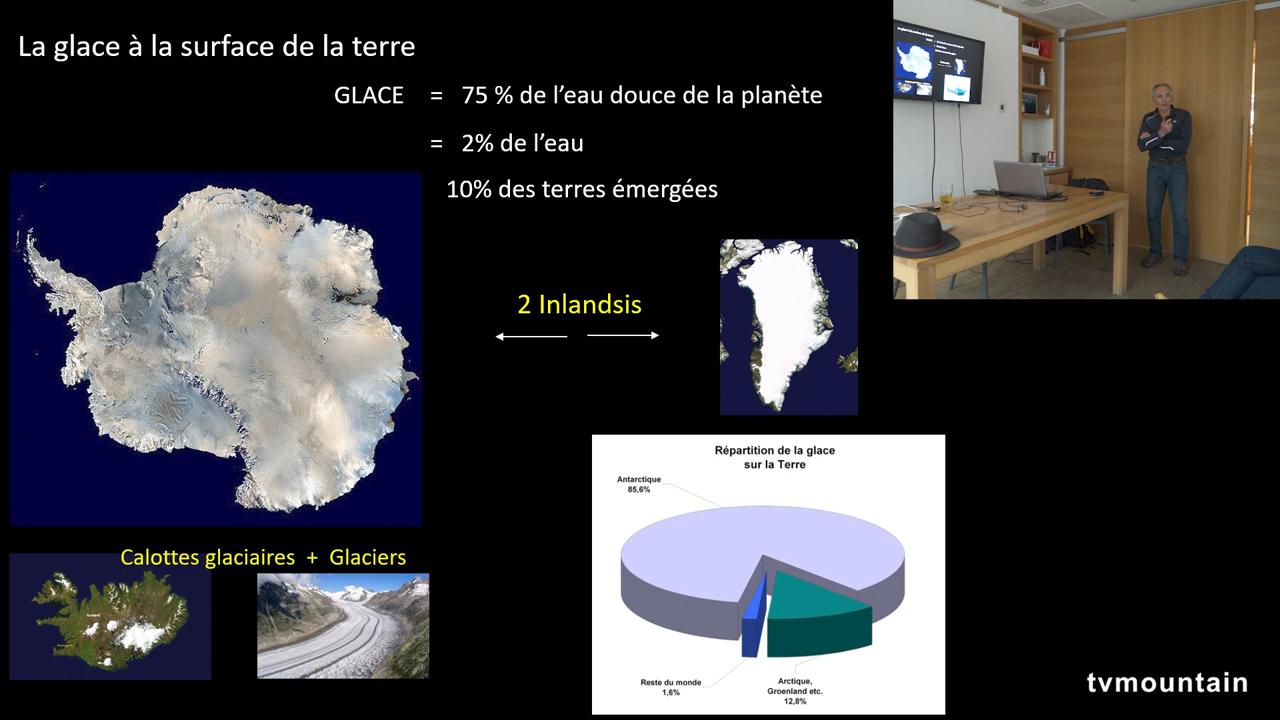 La glace à la surface de la terre
GLACE = 75 % de l'eau douce de la planète
= 2% de l'eau
10% des terres émergées
2 Inlandsis
Calottes glaciaires + Glaciers
Répartition de la glace
sur la Terre
Antarctique
85,6%
Reste du monde
1,6%
Arctique,
Groenland etc.
12,8%
tvmountain